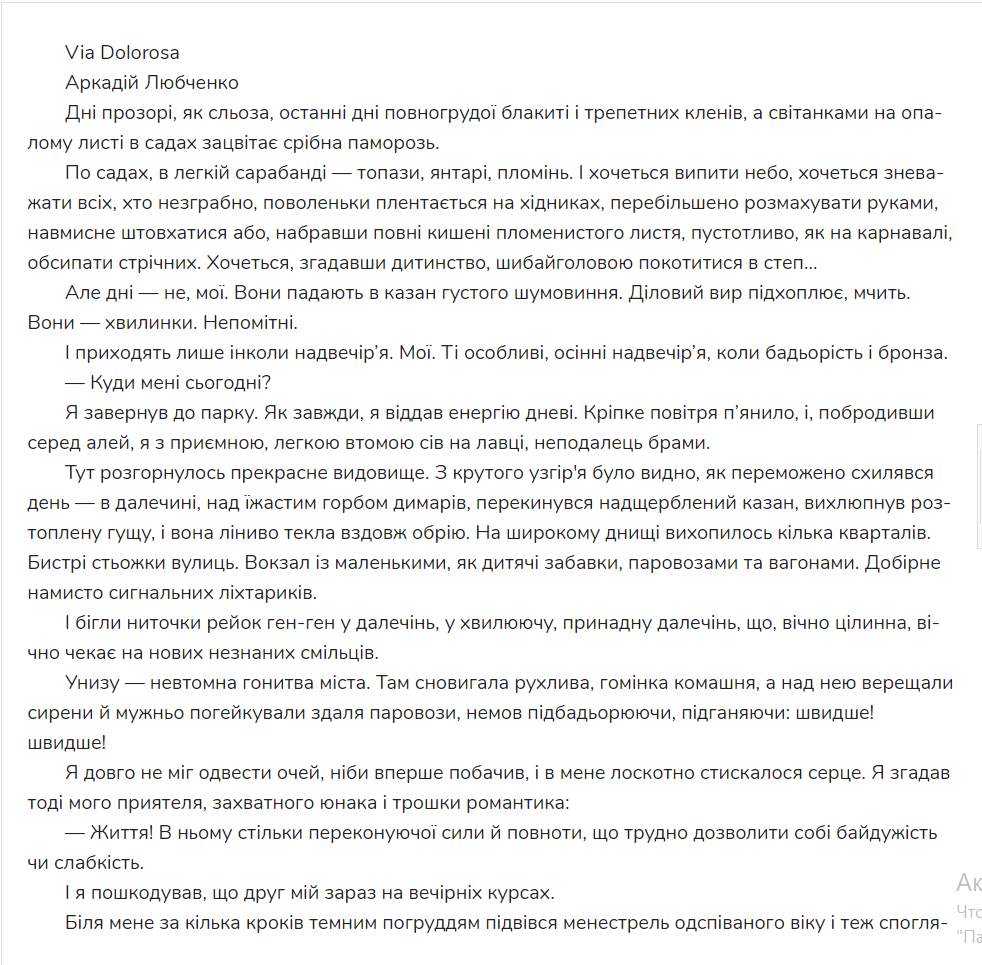 Via Dolorosa
Аркадій Любченко
Дні прозорі, як сльоза, останні дні повногрудої блакиті і трепетних кленів, а світанками на опа-
лому листі в садах зацвітає срібна паморозь.
По садах, в легкій сарабанді — топази, янтарі, пломінь. І хочеться випити небо, хочеться знева-
жати всіх, хто незграбно, поволеньки плентається на хідниках, перебільшено розмахувати руками,
навмисне штовхатися або, набравши повні кишені пломенистого листя, пустотливо, як на карнавалі,
обсипати стрічних. Хочеться, згадавши дитинство, шибайголовою покотитися в степ...
Але дні — не, мої. Вони падають в казан густого шумовиння. Діловий вир підхоплює, мчить.
Вони — хвилинки. Непомітні.
І приходять лише інколи надвечір’я. Мої. Ті особливі, осінні надвечір’я, коли бадьорість і бронза.
— Куди мені сьогодні?
Я завернув до парку. Як завжди, я віддав енергію дневі. Кріпке повітря п’янило, і, побродивши
серед алей, я з приємною, легкою втомою сів на лавці, неподалець брами.
Тут розгорнулось прекрасне видовище. З крутого узгір'я було видно, як переможено схилявся
день — в далечині, над їжастим горбом димарів, перекинувся надщерблений казан, вихлюпнув роз-
топлену гущу, і вона ліниво текла вздовж обрію. На широкому днищі вихопилось кілька кварталів.
Бистрі стьожки вулиць. Вокзал із маленькими, як дитячі забавки, паровозами та вагонами. Добірне
намисто сигнальних ліхтариків.
І бігли ниточки рейок ген-ген у далечінь, у хвилюючу, принадну далечінь, що, вічно цілинна, ві-
чно чекає на нових незнаних смільців.
Унизу — невтомна гонитва міста. Там сновигала рухлива, гомінка комашня, а над нею верещали
сирени й мужньо погейкували здаля паровози, немов підбадьорюючи, підганяючи: швидше!
швидше!
Я довго не міг одвести очей, ніби вперше побачив, і в мене лоскотно стискалося серце. Я згадав
тоді мого приятеля, захватного юнака і трошки романтика:
— Життя! В ньому стільки переконуючої сили й повноти, що трудно дозволити собі байдужість
чи слабкість.
І я пошкодував, що друг мій зараз на вечірніх курсах.
Біля мене за кілька кроків темним погруддям підвівся менестрель одспіваного віку і теж спогля-
Ак
Что
"Па